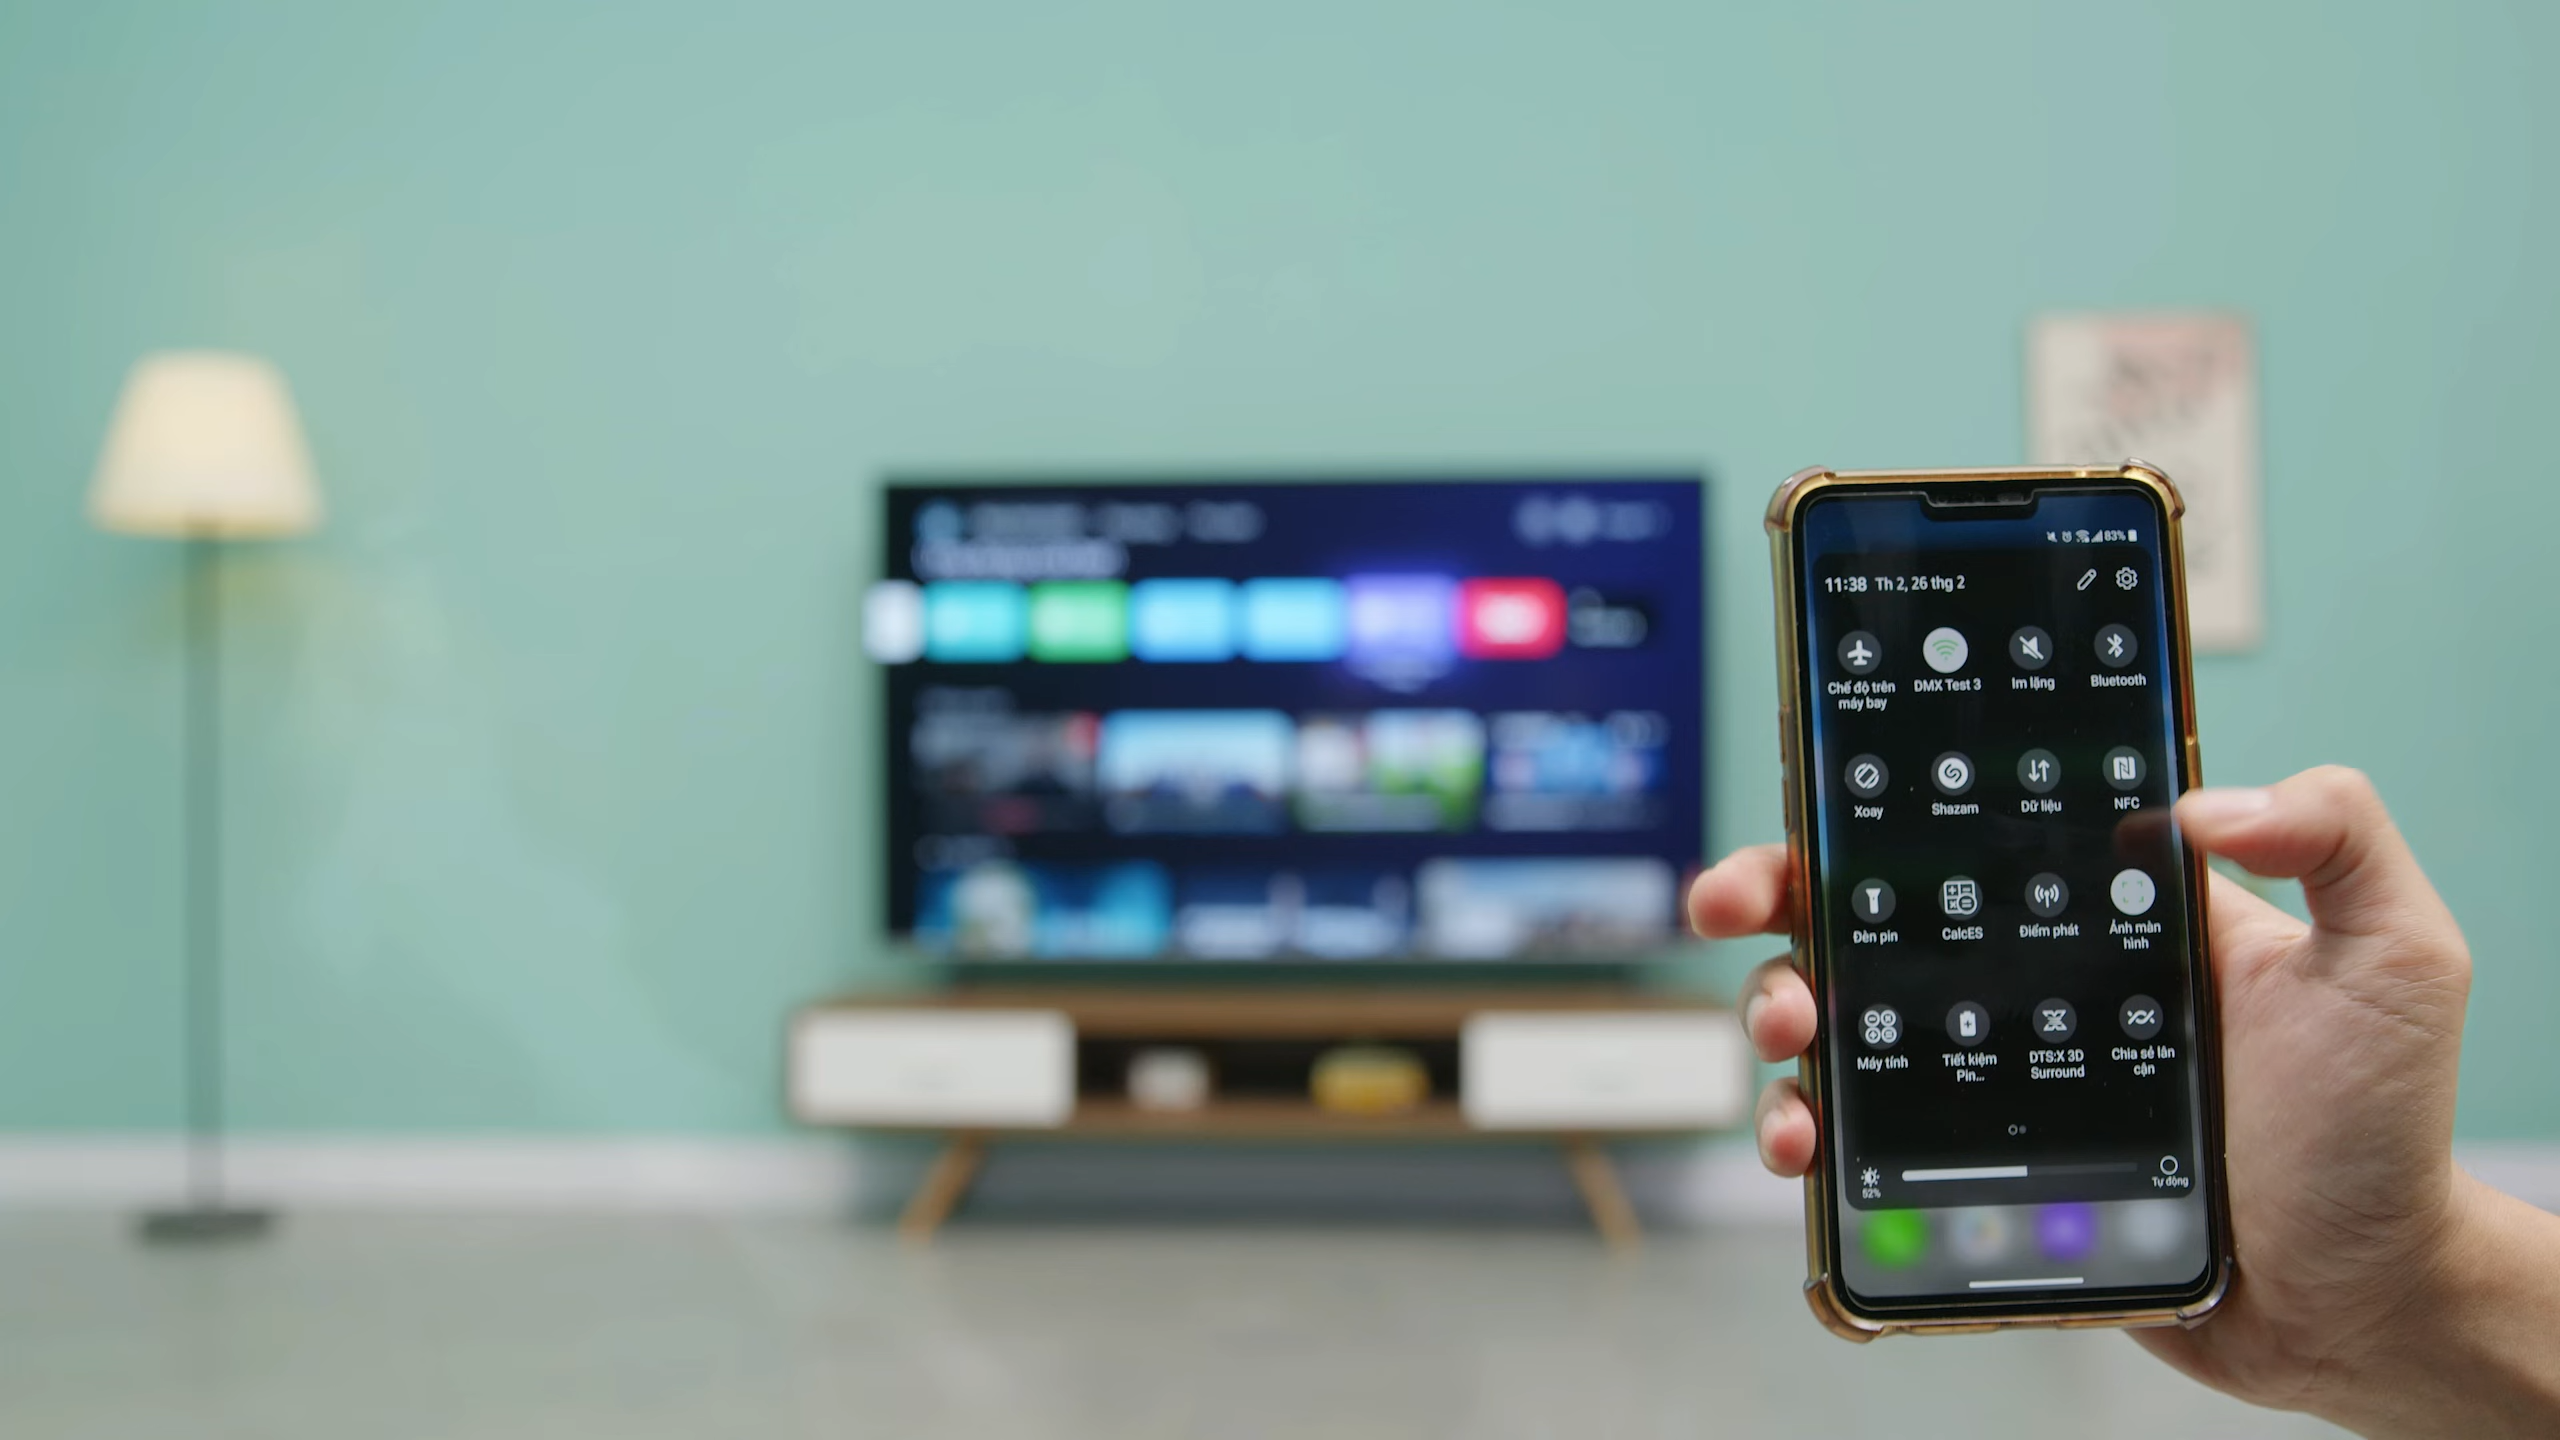 83%
11:38 Th 2, 26 thg 2
Chế độ trên
máy bay
DMX Test 3
Im lặng
Bluetooth
Xoay
Shazam
Dữ liệu
NFC
Đèn pin
CalcES
Điểm phát
Ảnh màn
hình
Máy tính
Tiết kiệm
Pin...
DTS:X 3D
Surround
Chia sẻ lân
cận
52%
Tự động